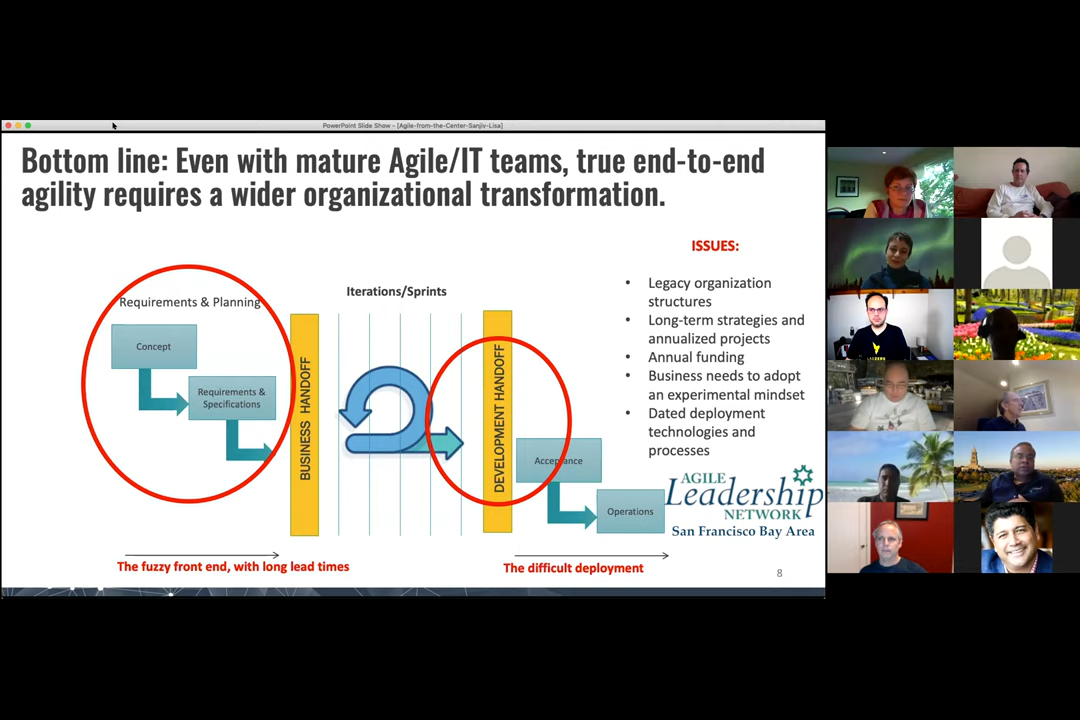 PowerPoint Slide Show - [Agile-from-the-Center-Sanjiv-Lisa]
Bottom line: Even with mature Agile/IT teams, true end-to-end
agility requires a wider organizational transformation.
Requirements & Planning
Concept
Requirements &
Specifications
BUSINESS HANDOFF
Iterations/Sprints
DEVELOPMENT HANDOFF
Acceptance
Operations
The fuzzy front end, with long lead times
The difficult deployment
ISSUES:
• Legacy organization
structures
• Long-term strategies and
annualized projects
• Annual funding
• Business needs to adopt
an experimental mindset
• Dated deployment
technologies and
processes
AGILE
Leadership
NETWORK
San Francisco Bay Area
8